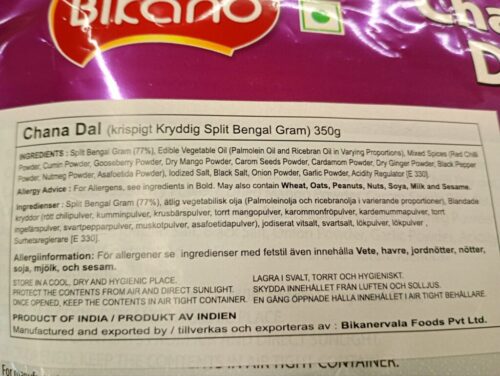 Bikano
Cha
D
Chana Dal (krispigt Kryddig Split Bengal Gram) 350g
INGREDIENTS : Split Bengal Gram (77%), Edible Vegetable Oil (Palmolein Oil and Ricebran Oil in Varying Proportions), Mixed Spices (Red Chili
Powder, Cumin Powder, Gooseberry Powder, Dry Mango Powder, Carom Seeds Powder, Cardamom Powder, Dry Ginger Powder, Black Pepper
Powder, Nutmeg Powder, Asafoetida Powder), Iodized Salt, Black Salt, Onion Powder, Garlic Powder, Acidity Regulator [E 330].
Allergy Advice : For Allergens, see ingredients in Bold. May also contain Wheat, Oats, Peanuts, Nuts, Soya, Milk and Sesame.
Ingredienser : Split Bengal Gram (77%), ätlig vegetabilisk olja (Palmoleinolja och ricebranolja i varierande proportioner), Blandade
kryddor (rött chilipulver, kumminpulver, krusbärspulver, torrt mangopulver, karommonfröpulver, kardemummapulver, torrt
ingefärspulver, svartpepparpulver, muskotpulver, asafoetidapulver), jodiserat vitsalt, svartsalt, lökpulver, lökpulver ,
Surhetsreglerare [E 330].
Allergiinformation: För allergener se ingredienser med fetstil även innehålla Vete, havre, jordnötter, nötter,
soja, mjölk, och sesam.
STORE IN A COOL, DRY AND HYGIENIC PLACE.
PROTECT THE CONTENTS FROM AIR AND DIRECT SUNLIGHT.
ONCE OPENED, KEEP THE CONTENTS IN AIR TIGHT CONTAINER.
LAGRA I SVALT, TORRT OCH HYGIENISKT.
SKYDDA INNEHÅLLET FRÅN LUFTEN OCH SOLLJUS.
EN GÅNG ÖPPNADE HÅLLA INNEHÅLLET I AIR TIGHT BEHÅLLARE.
PRODUCT OF INDIA / PRODUKT AV INDIEN
Manufactured and exported by / tillverkas och exporteras av : Bikanervala Foods Pvt Ltd.